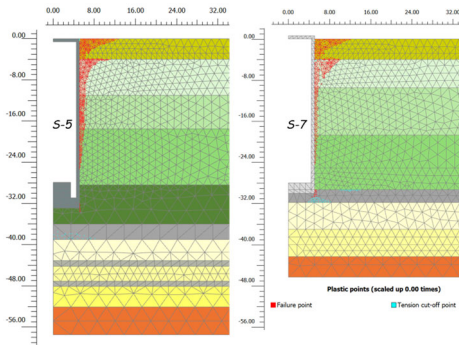 0.00 8.00 16.00 24.00 32.00
0.00
-8.00
-16.00
-24.00
-32.00
-40.00
-48.00
-56.00
S-5
0.00 8.00 16.00 24.00 32.00
0.00
-8.00
-16.00
-24.00
-32.00
-40.00
-48.00
-56.00
S-7
Plastic points (scaled up 0.00 times)
Failure point Tension cut-off point